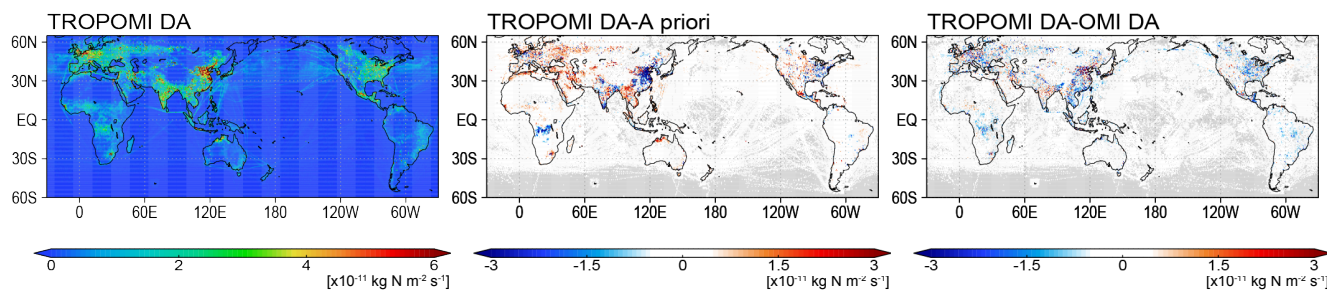 TROPOMI DA
TROPOMI DA-A priori
TROPOMI DA-OMI DA
60N
30N
EQ
30S
60S
0 60E 120E 180 120W 60W
60N
30N
EQ
30S
60S
0 60E 120E 180 120W 60W
60N
30N
EQ
30S
60S
0 60E 120E 180 120W 60W
0 2 4 6
[x10⁻¹¹ kg N m⁻² s⁻¹]
-3 -1.5 0 1.5 3
[x10⁻¹¹ kg N m⁻² s⁻¹]
-3 -1.5 0 1.5 3
[x10⁻¹¹ kg N m⁻² s⁻¹]